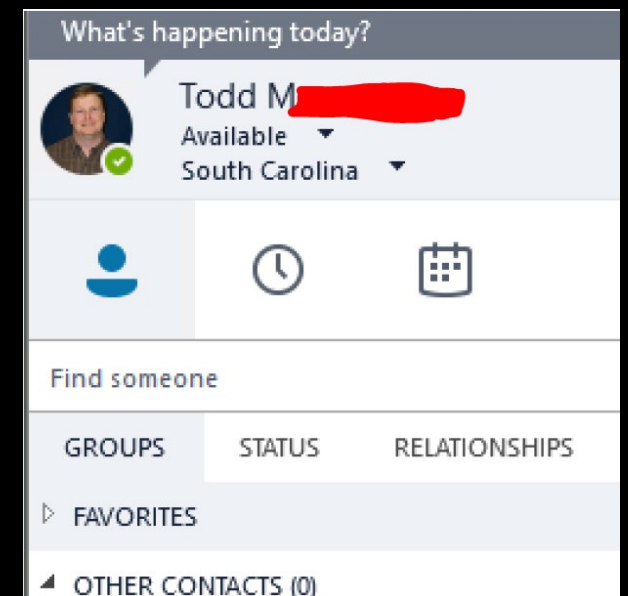 What's happening today?
Todd M
Available
South Carolina
Find someone
GROUPS STATUS RELATIONSHIPS
FAVORITES
OTHER CONTACTS (0)